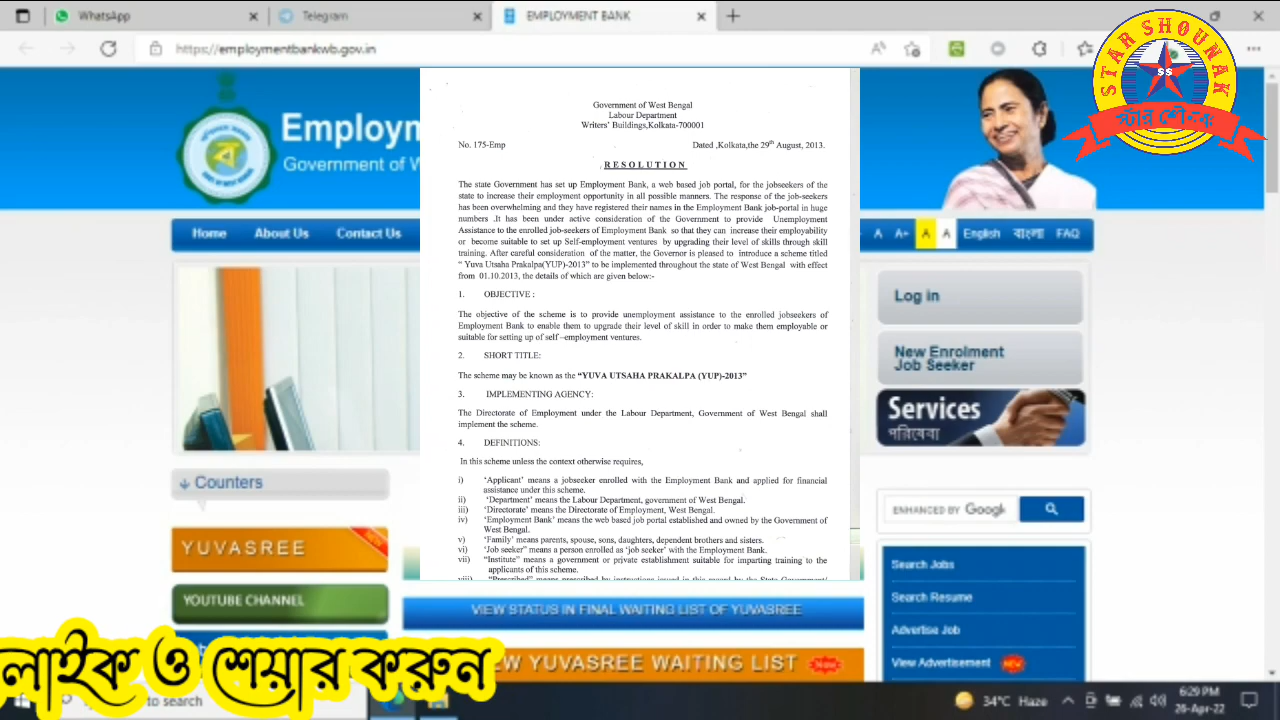 WhatsApp
Telegram
EMPLOYMENT BANK
https://employmentbankwb.gov.in
STAR SHOUNAK
SS
স্টার শৌনক
Employm
Government of W
Home About Us Contact Us
A A+ A A English বাংলা FAQ
Government of West Bengal
Labour Department
Writers' Buildings,Kolkata-700001
No. 175-Emp Dated ,Kolkata,the 29th August, 2013.
RESOLUTION
The state Government has set up Employment Bank, a web based job portal, for the jobseekers of the
state to increase their employment opportunity in all possible manners. The response of the job-seekers
has been overwhelming and they have registered their names in the Employment Bank job-portal in huge
numbers .It has been under active consideration of the Government to provide Unemployment
Assistance to the enrolled job-seekers of Employment Bank so that they can increase their employability
or become suitable to set up Self-employment ventures by upgrading their level of skills through skill
training. After careful consideration of the matter, the Governor is pleased to introduce a scheme titled
“ Yuva Utsaha Prakalpa(YUP)-2013” to be implemented throughout the state of West Bengal with effect
from 01.10.2013, the details of which are given below:-
1. OBJECTIVE :
The objective of the scheme is to provide unemployment assistance to the enrolled jobseekers of
Employment Bank to enable them to upgrade their level of skill in order to make them employable or
suitable for setting up of self –employment ventures.
2. SHORT TITLE:
The scheme may be known as the “YUVA UTSAHA PRAKALPA (YUP)-2013”
3. IMPLEMENTING AGENCY:
The Directorate of Employment under the Labour Department, Government of West Bengal shall
implement the scheme.
4. DEFINITIONS:
In this scheme unless the context otherwise requires,
i) ‘Applicant’ means a jobseeker enrolled with the Employment Bank and applied for financial
assistance under this scheme.
ii) ‘Department’ means the Labour Department, government of West Bengal.
iii) ‘Directorate’ means the Directorate of Employment, West Bengal.
iv) ‘Employment Bank’ means the web based job portal established and owned by the Government of
West Bengal.
v) ‘Family’ means parents, spouse, sons, daughters, dependent brothers and sisters.
vi) ‘Job seeker” means a person enrolled as ‘job seeker’ with the Employment Bank.
vii) “Institute” means a government or private establishment suitable for imparting training to the
applicants of this scheme.
viii) “Prescribed” means prescribed by instructions issued in this regard by the State Government/
Log in
New Enrolment
Job Seeker
Services
পরিষেবা
Counters
YUVASREE
YOUTUBE CHANNEL
ENHANCED BY Google
Search Jobs
Search Resume
Advertise Job
View Advertisement NEW
VIEW STATUS IN FINAL WAITING LIST OF YUVASREE
EW YUVASREE WAITING LIST New
লাইক ও শেয়ার করুন
to search
34°C Haze
6:29 PM
26-Apr-22